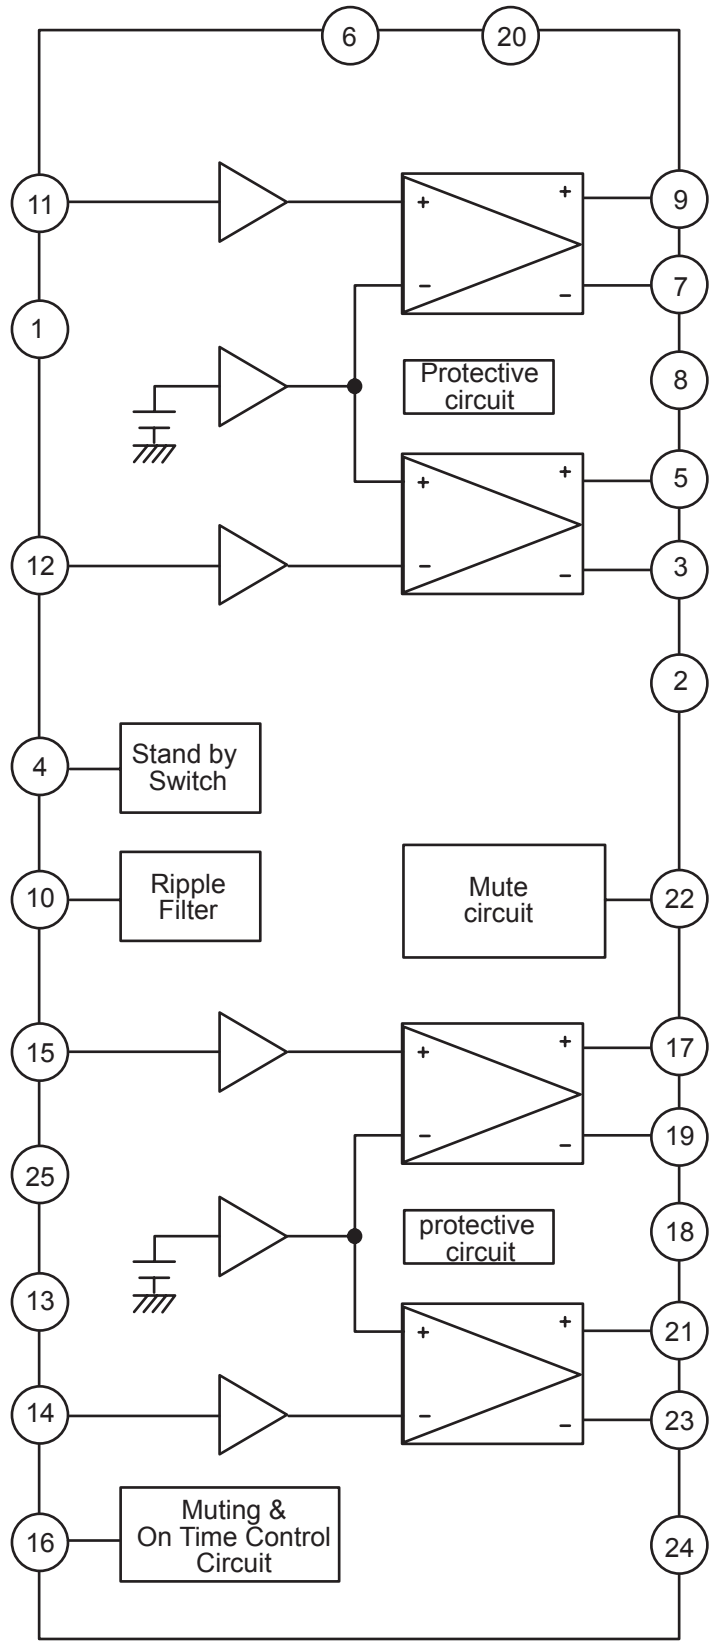 6 20
11 + + 9
− − 7
1
Protective
circuit
8
+ + 5
12 − − 3
2
4
Stand by
Switch
10
Ripple
Filter
Mute
circuit
22
15 + + 17
− − 19
25
protective
circuit
18
13
+ + 21
14 − − 23
16
Muting &
On Time Control
Circuit
24